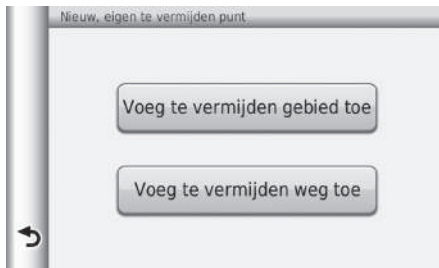 Nieuw, eigen te vermijden punt
Voeg te vermijden gebied toe
Voeg te vermijden weg toe